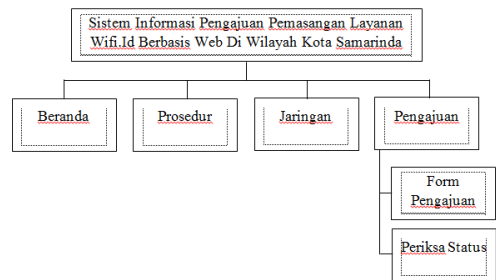 Sistem Informasi Pengajuan Pemasangan Layanan
Wifi.Id Berbasis Web Di Wilayah Kota Samarinda
Beranda
Prosedur
Jaringan
Pengajuan
Form
Pengajuan
Periksa Status